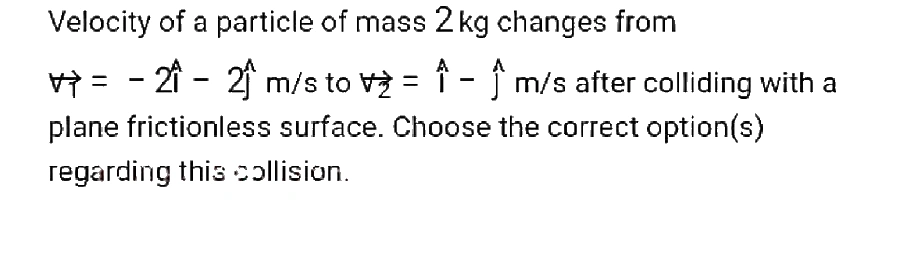 Velocity of a particle of mass 2 kg changes from
v⃗₁ = - 2î - 2ĵ m/s to v⃗₂ = î - ĵ m/s after colliding with a
plane frictionless surface. Choose the correct option(s)
regarding this collision.